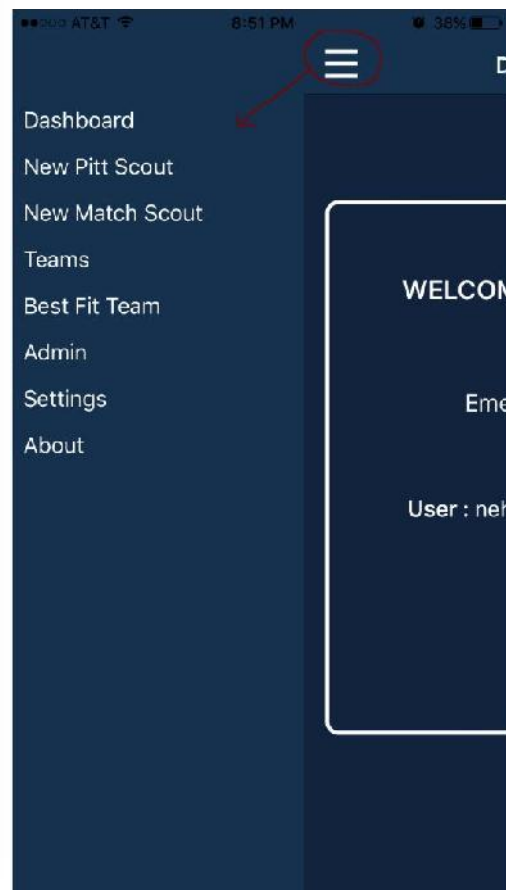 AT&T 8:51 PM 38%
D
Dashboard
New Pitt Scout
New Match Scout
Teams
Best Fit Team
Admin
Settings
About
WELCOM
Eme
User : neh